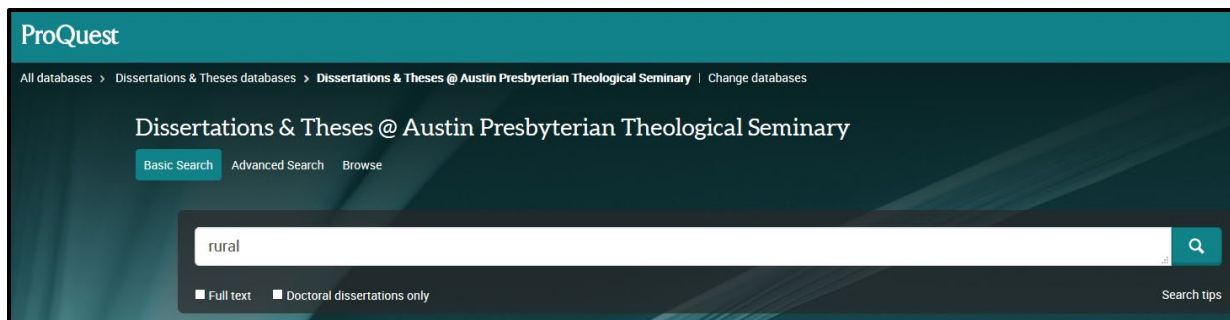 ProQuest
All databases > Dissertations & Theses databases > Dissertations & Theses @ Austin Presbyterian Theological Seminary | Change databases
Dissertations & Theses @ Austin Presbyterian Theological Seminary
Basic Search Advanced Search Browse
rural
Full text Doctoral dissertations only Search tips